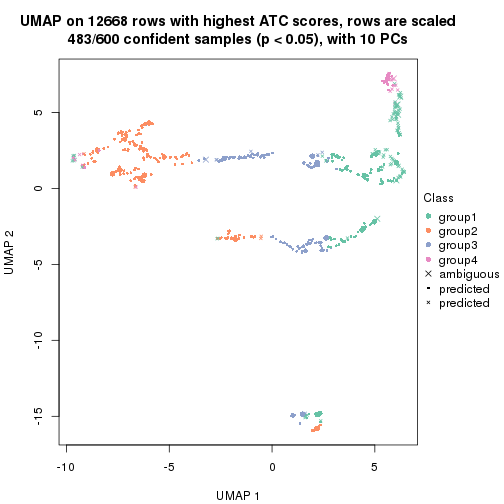 UMAP on 12668 rows with highest ATC scores, rows are scaled
483/600 confident samples (p < 0.05), with 10 PCs
5
0
-5
-10
-15
UMAP 2
-10
-5
0
5
UMAP 1
Class
group1
group2
group3
group4
ambiguous
predicted
predicted